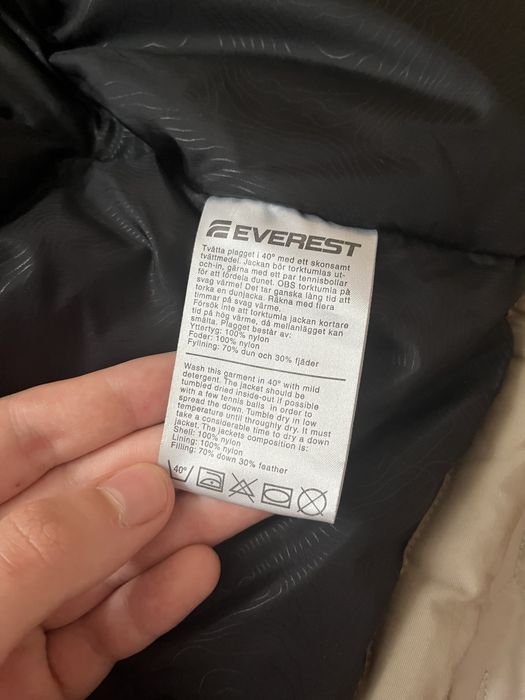 EVEREST
Tvätta plagget i 40° med ett skonsamt
tvättmedel. Jackan bör torktumlas ut-
och-in, gärna med ett par tennisbollar
för att fördela dunet. OBS torktumla på
svag värme! Det tar ganska lång tid att
torka en dunjacka. Räkna med flera
timmar på svag värme.
Försök inte att torktumla jackan kortare
tid på hög värme, då mellanlägget kan
smälta. Plagget består av:
Yttertyg: 100% nylon
Foder: 100% nylon
Fyllning: 70% dun och 30% fjäder
Wash this garment in 40° with mild
detergent. The jacket should be
tumbled dried inside-out if possible
with a few tennis balls in order to
spread the down. Tumble dry in low
temperature until throughly dry. It must
take a considerable time to dry a down
jacket. The jackets composition is:
Shell: 100% nylon
Lining: 100% nylon
Filling: 70% down 30% feather
40°